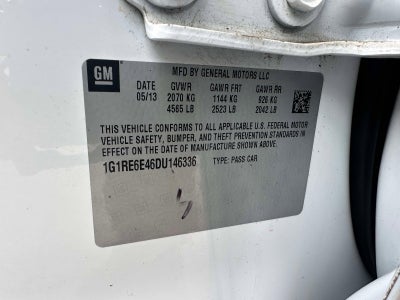 GM
MFD BY GENERAL MOTORS LLC
DATE GVWR GAWR FRT GAWR RR
05/13 2070 KG 1144 KG 926 KG
4565 LB 2523 LB 2042 LB
THIS VEHICLE CONFORMS TO ALL APPLICABLE U.S. FEDERAL MOTOR
VEHICLE SAFETY, BUMPER, AND THEFT PREVENTION STANDARDS IN
EFFECT ON THE DATE OF MANUFACTURE SHOWN ABOVE.
1G1RE6E46DU146336 TYPE: PASS CAR